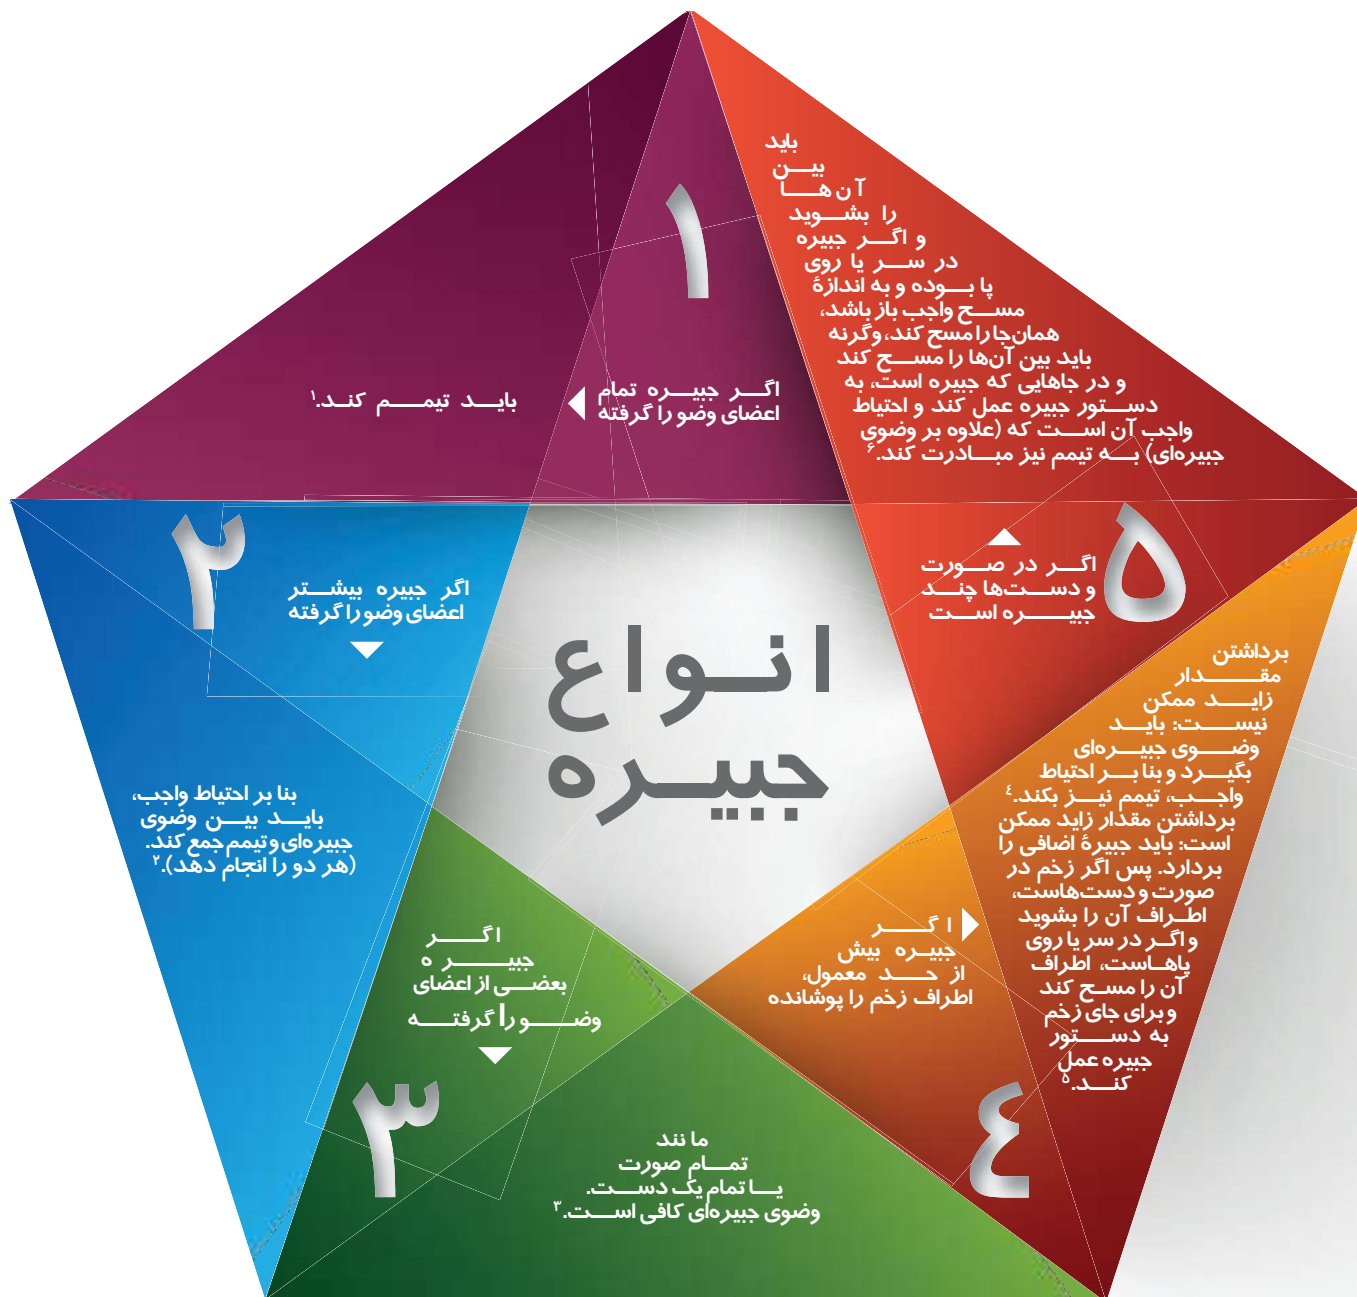 انواع
جبیره
۱
اگر جبیره تمام
اعضای وضو را گرفته
باید تیمم کند.۱
۲
اگر جبیره بیشتر
اعضای وضو را گرفته
بنا بر احتیاط واجب،
باید بین وضوی
جبیره‌ای و تیمم جمع کند.
(هر دو را انجام دهد).۲
۳
اگر
جبیره
بعضی از اعضای
وضو را گرفته
مانند
تمام صورت
یا تمام یک دست.
وضوی جبیره‌ای کافی است.۳
٤
اگر
جبیره بیش
از حد معمول،
اطراف زخم را پوشانده
برداشتن
مقدار
زاید ممکن
نیست: باید
وضوی جبیره‌ای
بگیرد و بنا بر احتیاط
واجب، تیمم نیز بکند.٤
برداشتن مقدار زاید ممکن
است: باید جبیرهٔ اضافی را
بردارد. پس اگر زخم در
صورت و دست‌هاست،
اطراف آن را بشوید
و اگر در سر یا روی
پاهاست، اطراف
آن را مسح کند
و برای جای زخم
به دستور
جبیره عمل
کند.۵
۵
اگر در صورت
و دست‌ها چند
جبیره است
باید
بین
آن‌ها
را بشوید
و اگر جبیره
در سر یا روی
پا بوده و به اندازهٔ
مسح واجب باز باشد،
همان‌جا را مسح کند، وگرنه
باید بین آن‌ها را مسح کند
و در جاهایی که جبیره است، به
دستور جبیره عمل کند و احتیاط
واجب آن است که (علاوه بر وضوی
جبیره‌ای) به تیمم نیز مبادرت کند.۶